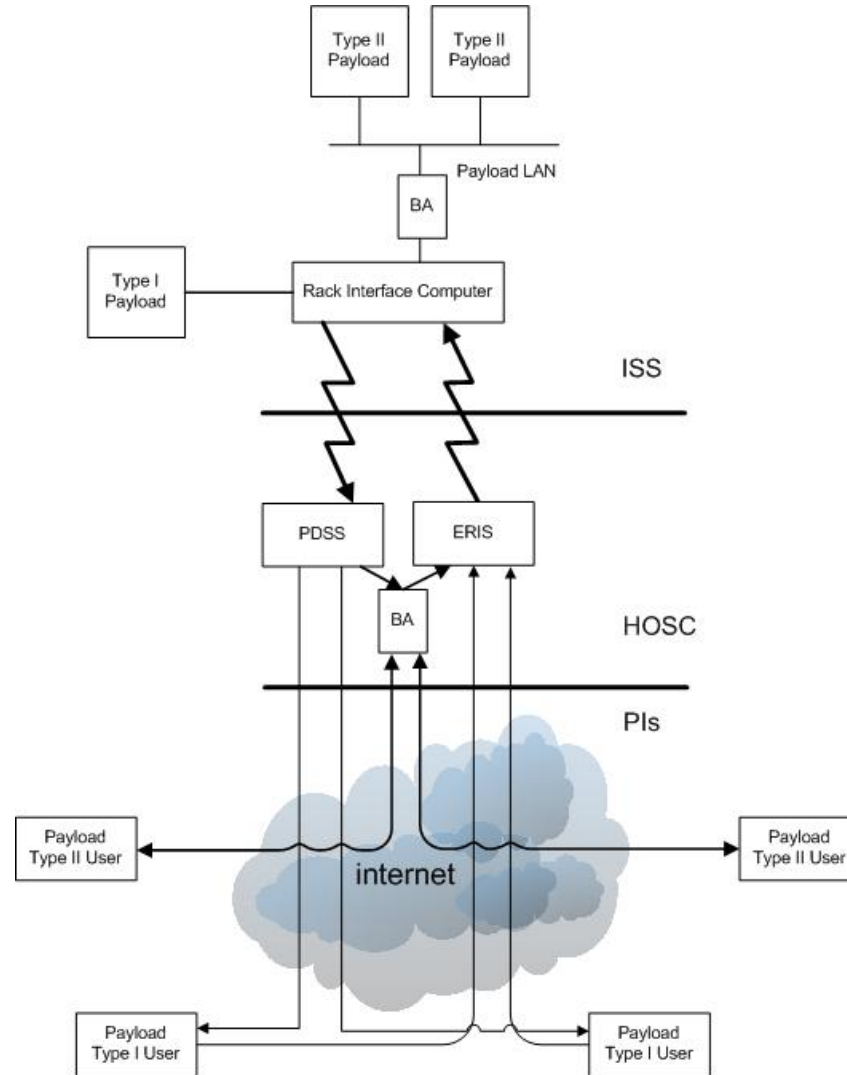 Type II
Payload
Type II
Payload
Payload LAN
BA
Type I
Payload
Rack Interface Computer
ISS
PDSS
ERIS
BA
HOSC
PIs
Payload
Type II User
Payload
Type II User
internet
Payload
Type I User
Payload
Type I User